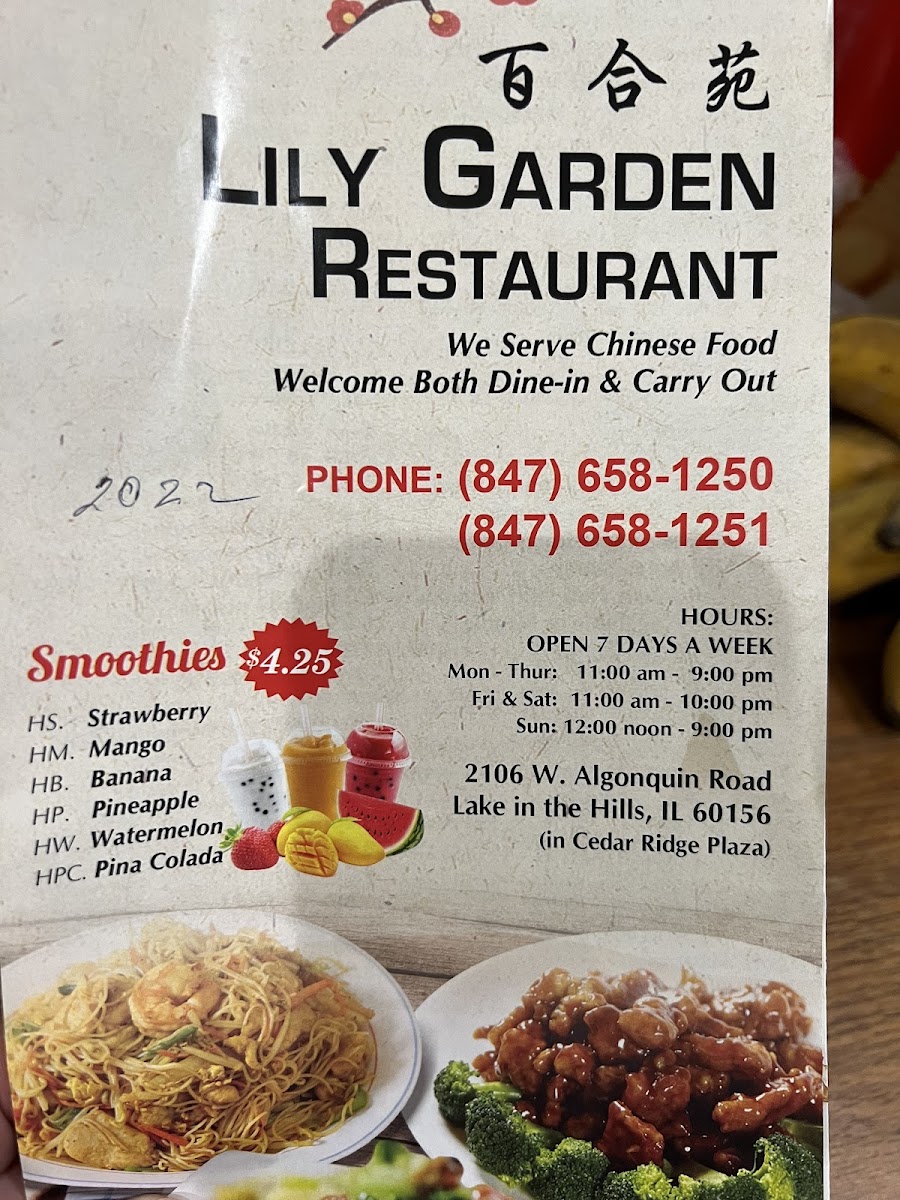 百合苑
LILY GARDEN
RESTAURANT
We Serve Chinese Food
Welcome Both Dine-in & Carry Out
2022
PHONE: (847) 658-1250
(847) 658-1251
Smoothies $4.25
HS. Strawberry
HM. Mango
HB. Banana
HP. Pineapple
HW. Watermelon
HPC. Pina Colada
HOURS:
OPEN 7 DAYS A WEEK
Mon - Thur: 11:00 am - 9:00 pm
Fri & Sat: 11:00 am - 10:00 pm
Sun: 12:00 noon - 9:00 pm
2106 W. Algonquin Road
Lake in the Hills, IL 60156
(in Cedar Ridge Plaza)